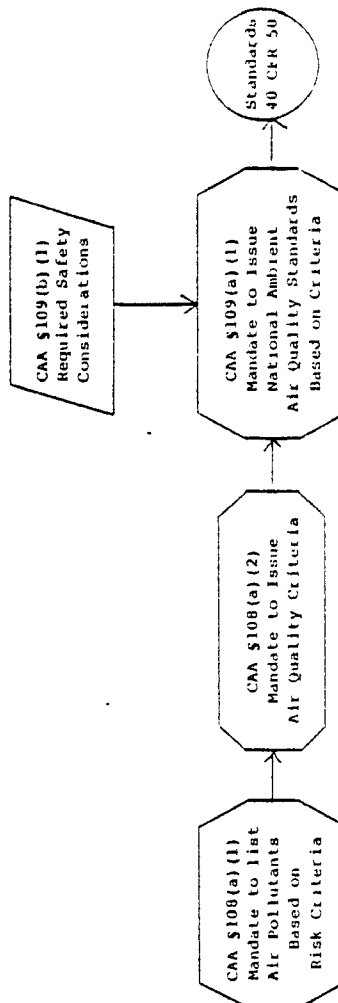 CAA §108(a)(1)
Mandate to list
Air Pollutants
Based on
Risk Criteria
CAA §108(a)(2)
Mandate to Issue
Air Quality Criteria
CAA §109(b)(1)
Required Safety
Considerations
CAA §109(a)(1)
Mandate to Issue
National Ambient
Air Quality Standards
Based on Criteria
Standards
40 CFR 50